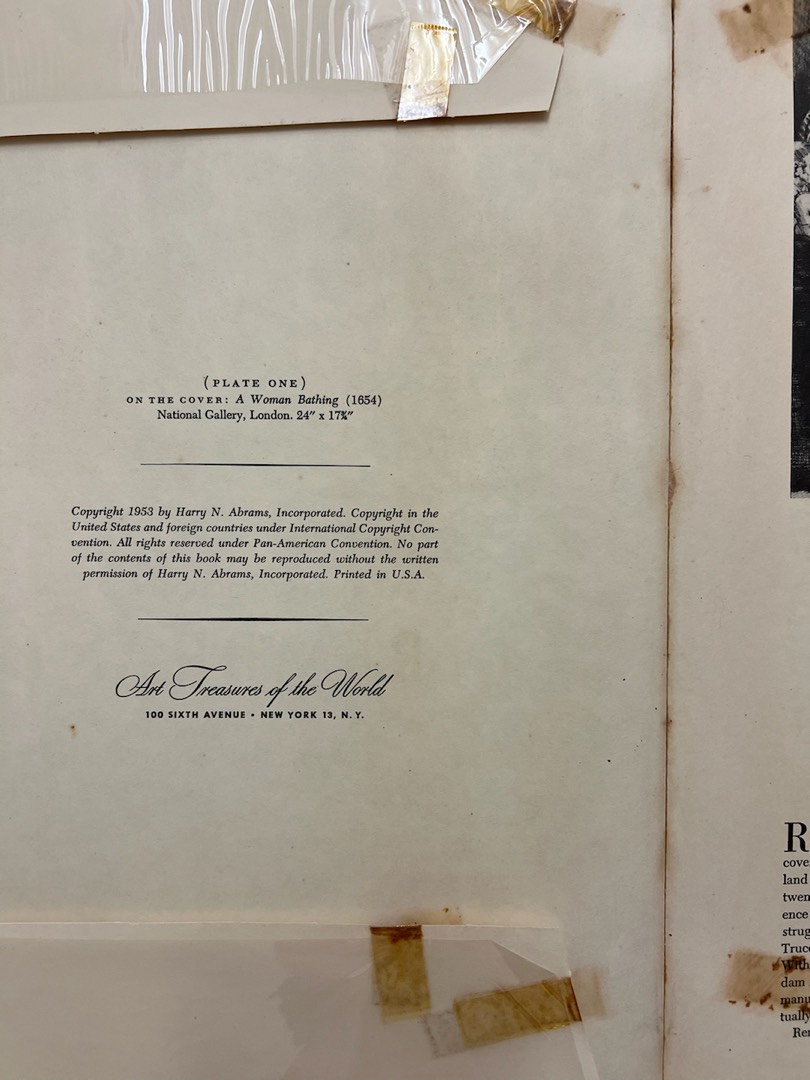 (PLATE ONE)
ON THE COVER: A Woman Bathing (1654)
National Gallery, London. 24″ x 17¾″
Copyright 1953 by Harry N. Abrams, Incorporated. Copyright in the
United States and foreign countries under International Copyright Con-
vention. All rights reserved under Pan-American Convention. No part
of the contents of this book may be reproduced without the written
permission of Harry N. Abrams, Incorporated. Printed in U.S.A.
Art Treasures of the World
100 SIXTH AVENUE • NEW YORK 13, N. Y.
R
cove
land
twen
ence
strug
Truc
With
dam
manu
tually
Re